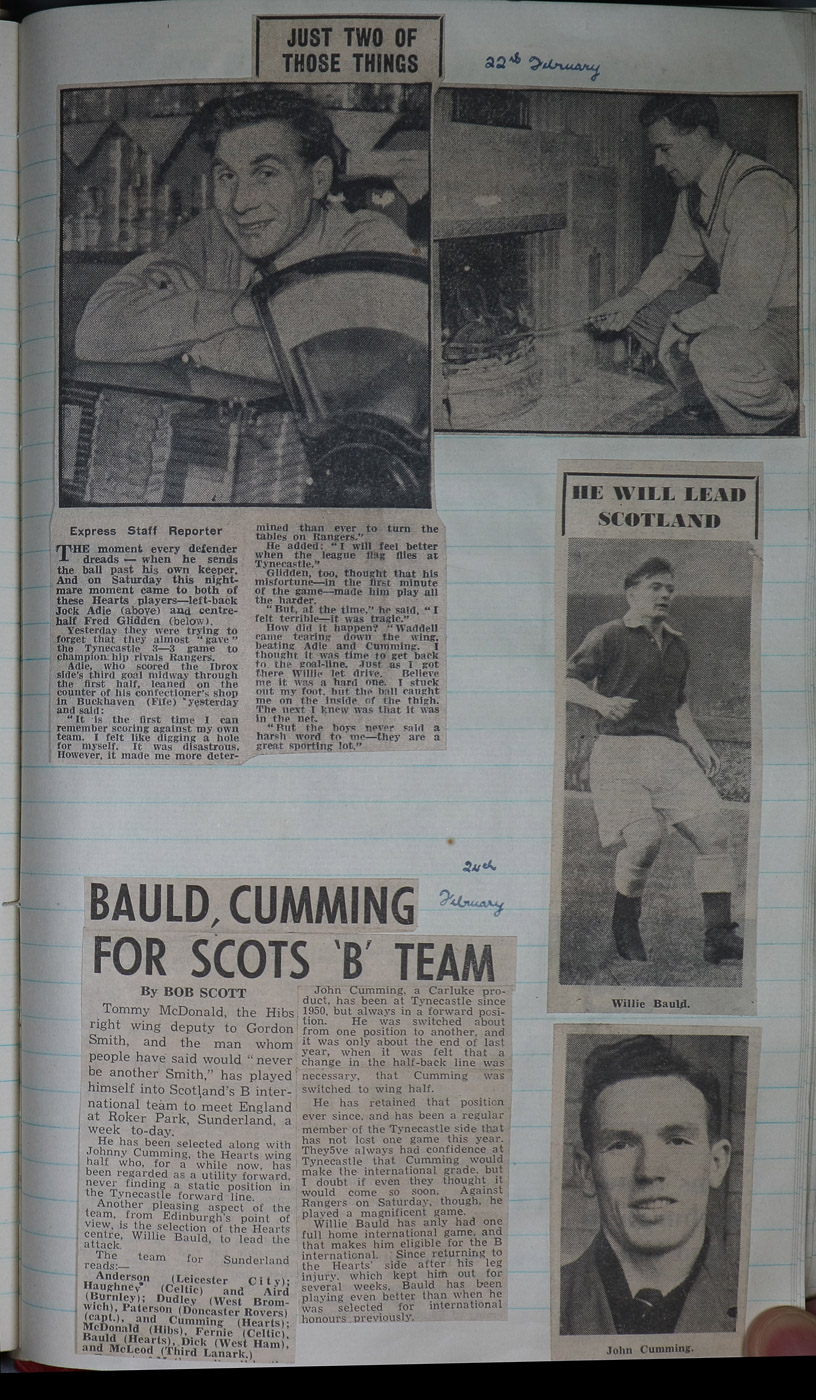 JUST TWO OF
THOSE THINGS
22nd February
Express Staff Reporter
THE moment every defender
dreads — when he sends
the ball past his own keeper.
And on Saturday this night-
mare moment came to both of
these Hearts players—left-back
Jock Adie (above) and centre-
half Fred Glidden (below).
Yesterday they were trying to
forget that they almost "gave"
the Tynecastle 3—3 game to
championship rivals Rangers.
Adie, who scored the Ibrox
side's third goal midway through
the first half, leaned on the
counter of his confectioner's shop
in Buckhaven (Fife) yesterday
and said:
"It is the first time I can
remember scoring against my own
team. I felt like digging a hole
for myself. It was disastrous.
However, it made me more deter-
mined than ever to turn the
tables on Rangers."
He added: "I will feel better
when the league flag flies at
Tynecastle."
Glidden, too, thought that his
misfortune—in the first minute
of the game—made him play all
the harder.
"But, at the time," he said, "I
felt terrible—it was tragic."
How did it happen? "Waddell
came tearing down the wing,
beating Adie and Cumming. I
thought it was time to get back
to the goal-line. Just as I got
there Willie let drive. Believe
me it was a hard one. I stuck
out my foot, but the ball caught
me on the inside of the thigh.
The next I knew was that it was
in the net.
"But the boys never said a
harsh word to me—they are a
great sporting lot."
HE WILL LEAD
SCOTLAND
Willie Bauld.
24th
February
BAULD, CUMMING
FOR SCOTS 'B' TEAM
By BOB SCOTT
Tommy McDonald, the Hibs
right wing deputy to Gordon
Smith, and the man whom
people have said would "never
be another Smith," has played
himself into Scotland's B inter-
national team to meet England
at Roker Park, Sunderland, a
week to-day.
He has been selected along with
Johnny Cumming, the Hearts wing
half who, for a while now, has
been regarded as a utility forward,
never finding a static position in
the Tynecastle forward line.
Another pleasing aspect of the
team, from Edinburgh's point of
view, is the selection of the Hearts
centre, Willie Bauld, to lead the
attack.
The team for Sunderland
reads:—
Anderson (Leicester City);
Haughney (Celtic) and Aird
(Burnley); Dudley (West Brom-
wich), Paterson (Doncaster Rovers)
(capt.), and Cumming (Hearts);
McDonald (Hibs), Fernie (Celtic),
Bauld (Hearts), Dick (West Ham),
and McLeod (Third Lanark.)
John Cumming, a Carluke pro-
duct, has been at Tynecastle since
1950, but always in a forward posi-
tion. He was switched about
from one position to another, and
it was only about the end of last
year, when it was felt that a
change in the half-back line was
necessary, that Cumming was
switched to wing half.
He has retained that position
ever since, and has been a regular
member of the Tynecastle side that
has not lost one game this year.
They5ve always had confidence at
Tynecastle that Cumming would
make the international grade, but
I doubt if even they thought it
would come so soon. Against
Rangers on Saturday, though, he
played a magnificent game.
Willie Bauld has anly had one
full home international game, and
that makes him eligible for the B
international. Since returning to
the Hearts' side after his leg
injury, which kept him out for
several weeks, Bauld has been
playing even better than when he
was selected for international
honours previously.
John Cumming.